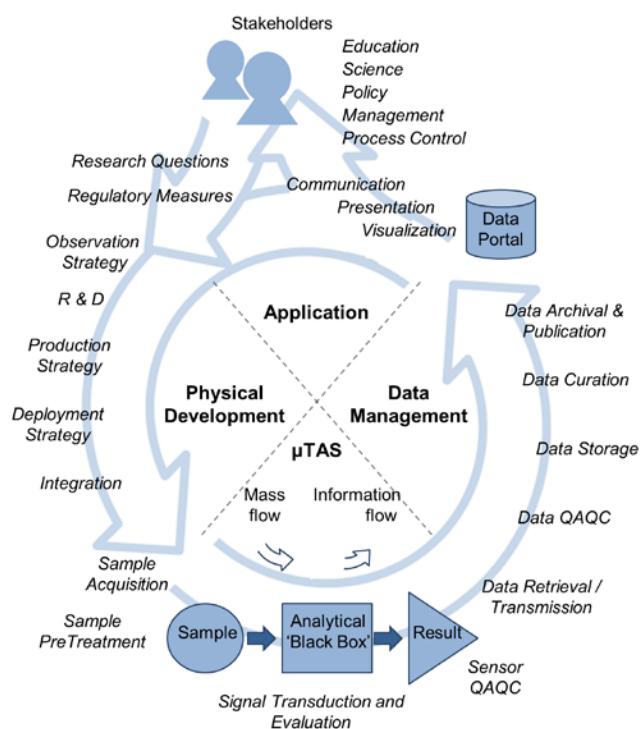 Stakeholders
Education
Science
Policy
Management
Process Control
Research Questions
Regulatory Measures
Communication
Presentation
Visualization
Data
Portal
Observation
Strategy
R & D
Production
Strategy
Deployment
Strategy
Integration
Application
Physical
Development
Data
Management
µTAS
Mass
flow
Information
flow
Data Archival &
Publication
Data Curation
Data Storage
Data QAQC
Data Retrieval /
Transmission
Sample
Acquisition
Sample
PreTreatment
Sample
Analytical
'Black Box'
Result
Sensor
QAQC
Signal Transduction and
Evaluation